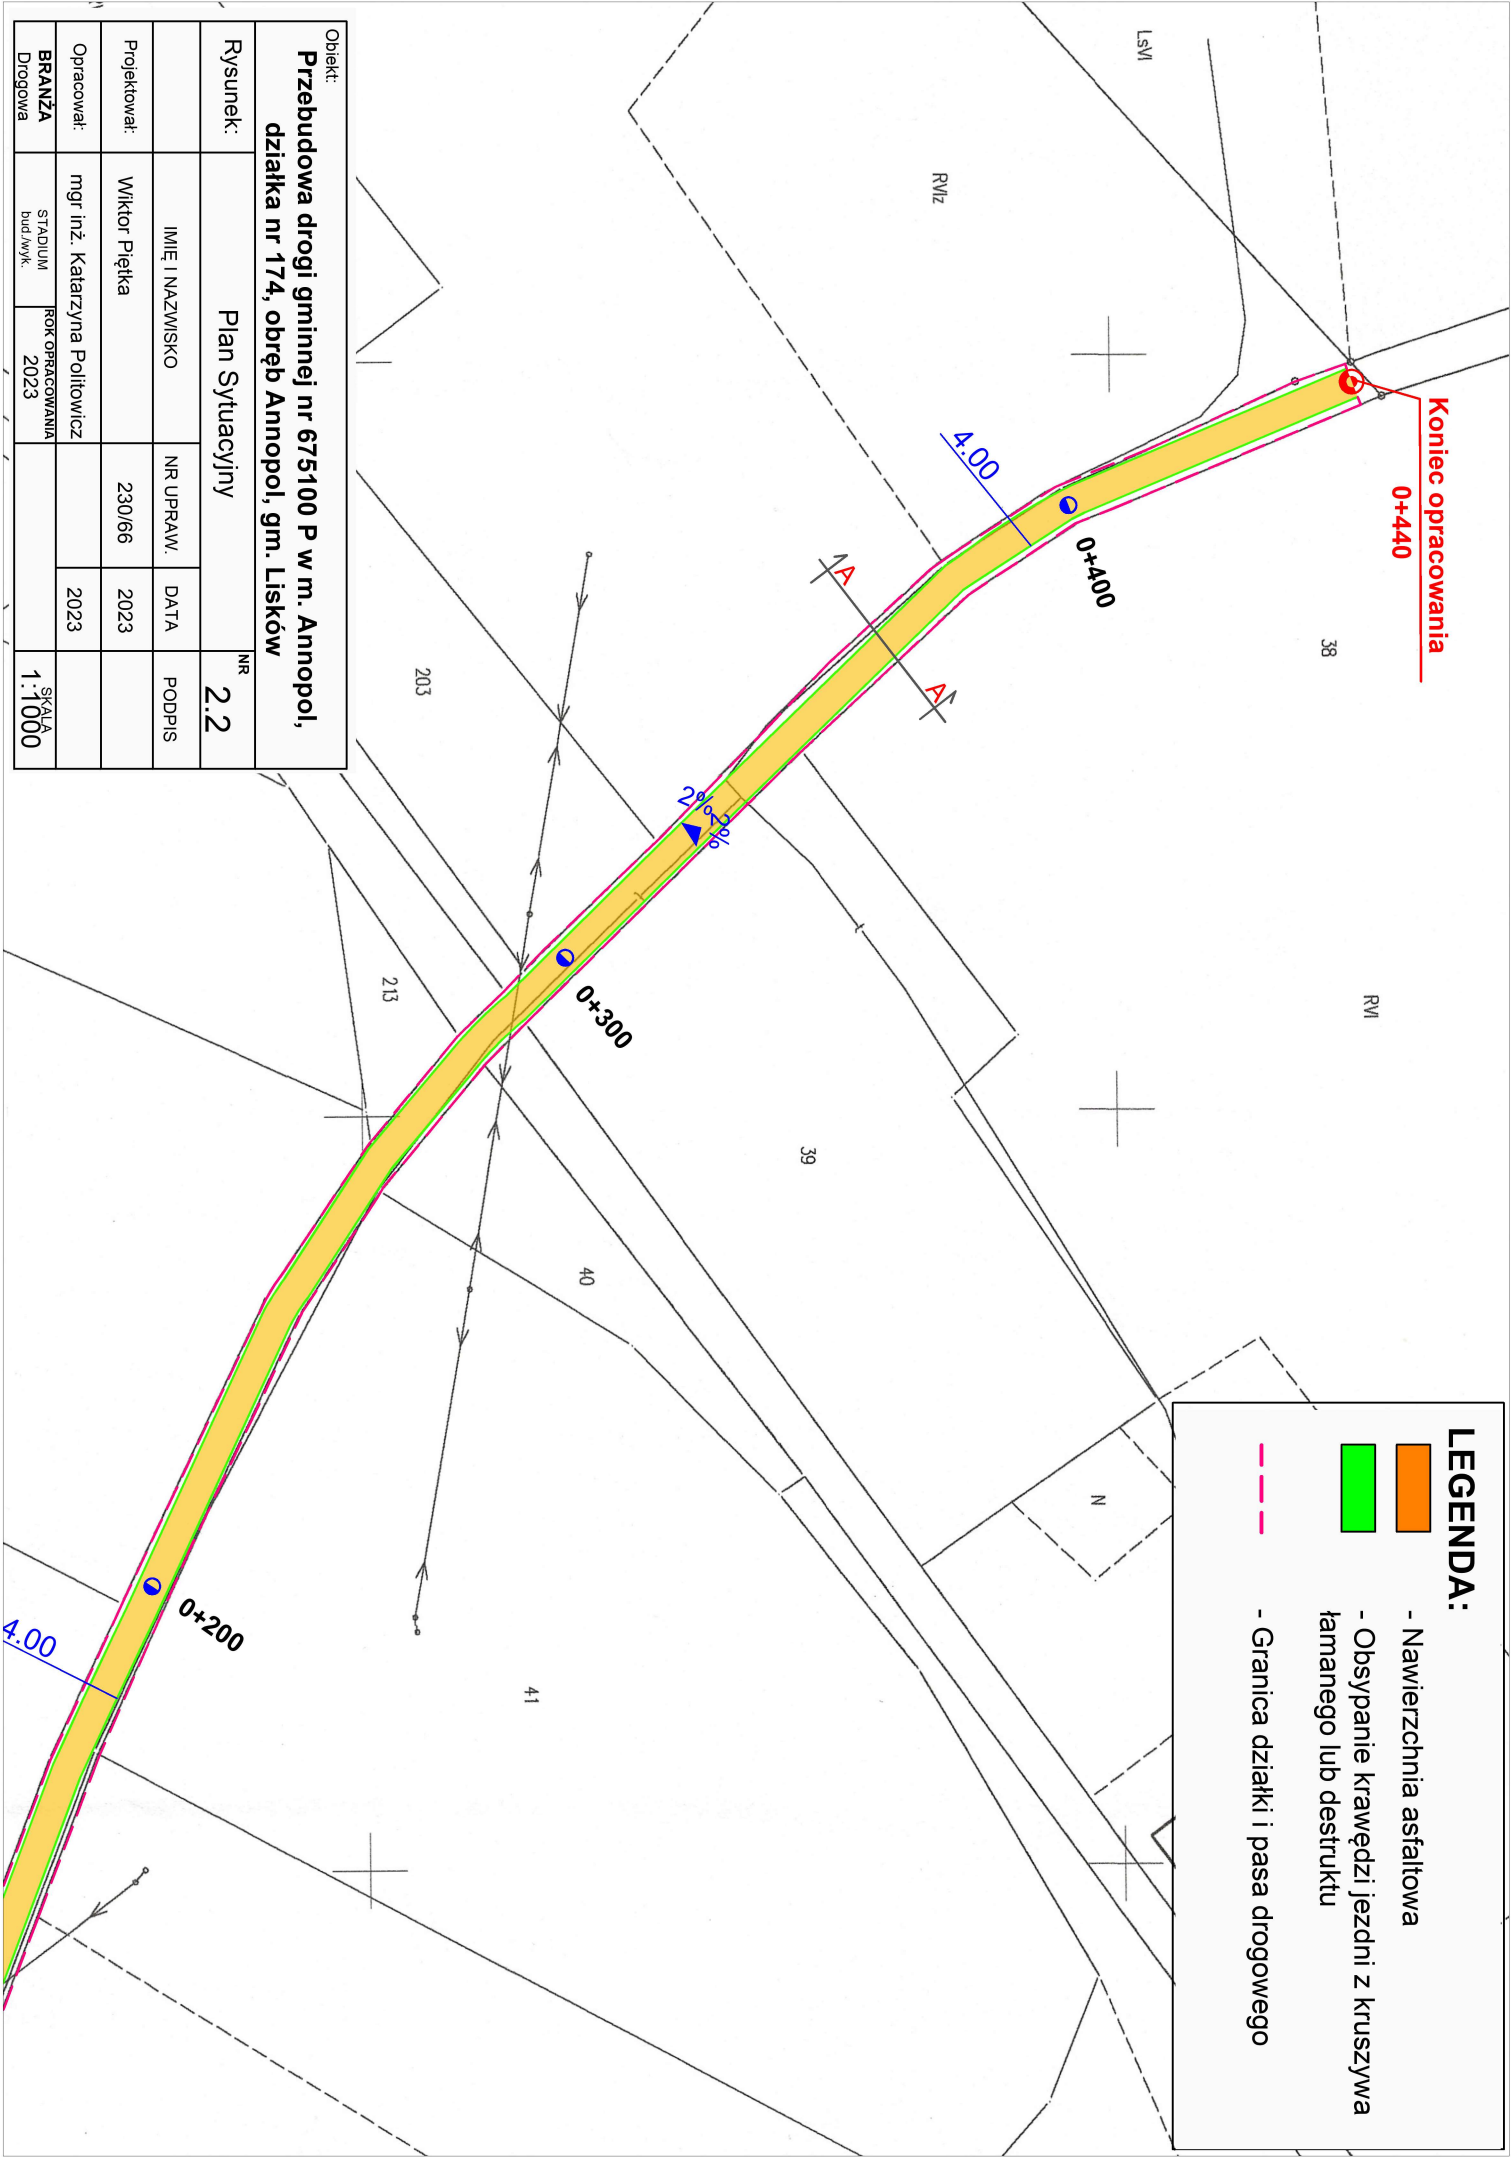 LsVI
RVIz
Koniec opracowania
0+440
4.00
0+400
A
A
38
203
2%
2%
0+300
RVI
213
39
40
N
0+200
4.00
41
LEGENDA:
- Nawierzchnia asfaltowa
- Obsypanie krawędzi jezdni z kruszywa
łamanego lub destruktu
- Granica działki i pasa drogowego
Obiekt:
Przebudowa drogi gminnej nr 675100 P w m. Annopol,
działka nr 174, obręb Annopol, gm. Lisków
Rysunek:
Plan Sytuacyjny
NR
2.2
IMIĘ I NAZWISKO
NR UPRAW.
DATA
PODPIS
Projektował:
Wiktor Piętka
230/66
2023
Opracował:
mgr inż. Katarzyna Politowicz
2023
BRANŻA
Drogowa
STADIUM
bud./wyk.
ROK OPRACOWANIA
2023
SKALA
1:1000